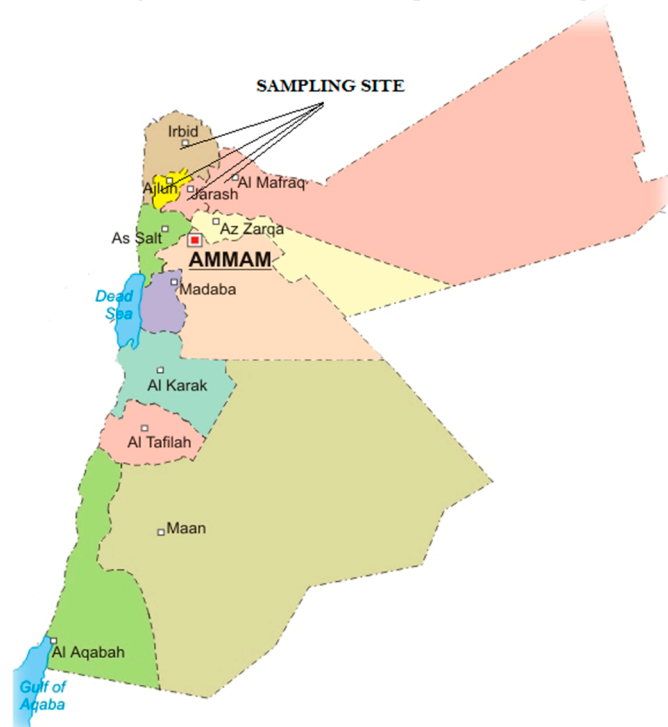 SAMPLING SITE
Irbid
Ajlun
Jarash
Al Mafraq
As Salt
Az Zarqa
AMMAM
Madaba
Dead
Sea
Al Karak
Al Tafilah
Maan
Al Aqabah
Gulf of
Aqaba